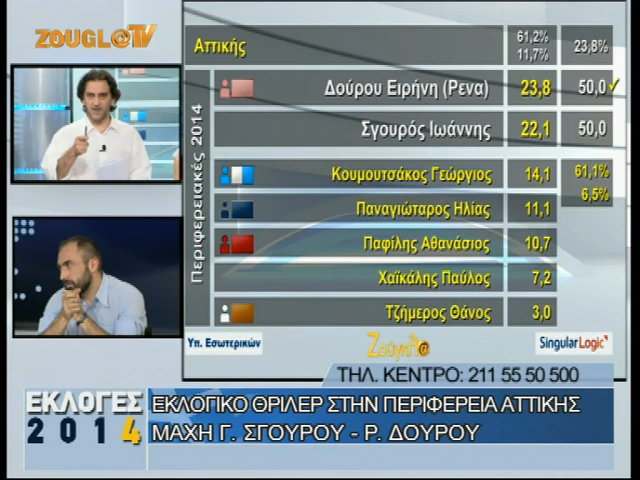 ZOUGL@TV
Αττικής 61,2% 11,7% 23,8%
Περιφερειακές 2014
Δούρου Ειρήνη (Ρενα) 23,8 50,0
Σγουρός Ιωάννης 22,1 50,0
Κουμουτσάκος Γεώργιος 14,1 61,1%
6,5%
Παναγιώταρος Ηλίας 11,1
Παφίλης Αθανάσιος 10,7
Χαϊκάλης Παύλος 7,2
Τζήμερος Θάνος 3,0
Υπ. Εσωτερικών Ζούγκλ@ SingularLogic
ΤΗΛ. ΚΕΝΤΡΟ: 211 55 50 500
ΕΚΛΟΓΕΣ
2014
ΕΚΛΟΓΙΚΟ ΘΡΙΛΕΡ ΣΤΗΝ ΠΕΡΙΦΕΡΕΙΑ ΑΤΤΙΚΗΣ
ΜΑΧΗ Γ. ΣΓΟΥΡΟΥ - Ρ. ΔΟΥΡΟΥ